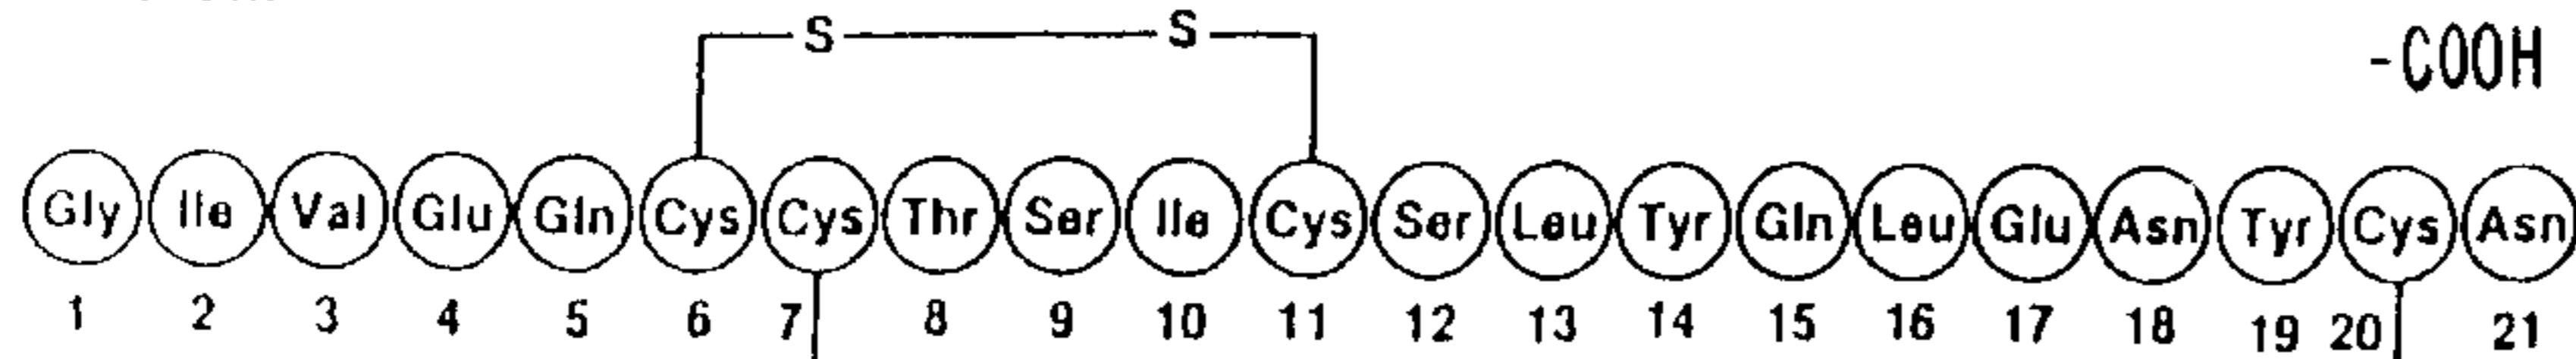 S S
-COOH
Gly Ile Val Glu Gln Cys Cys Thr Ser Ile Cys Ser Leu Tyr Gln Leu Glu Asn Tyr Cys Asn
1 2 3 4 5 6 7 8 9 10 11 12 13 14 15 16 17 18 19 20 21